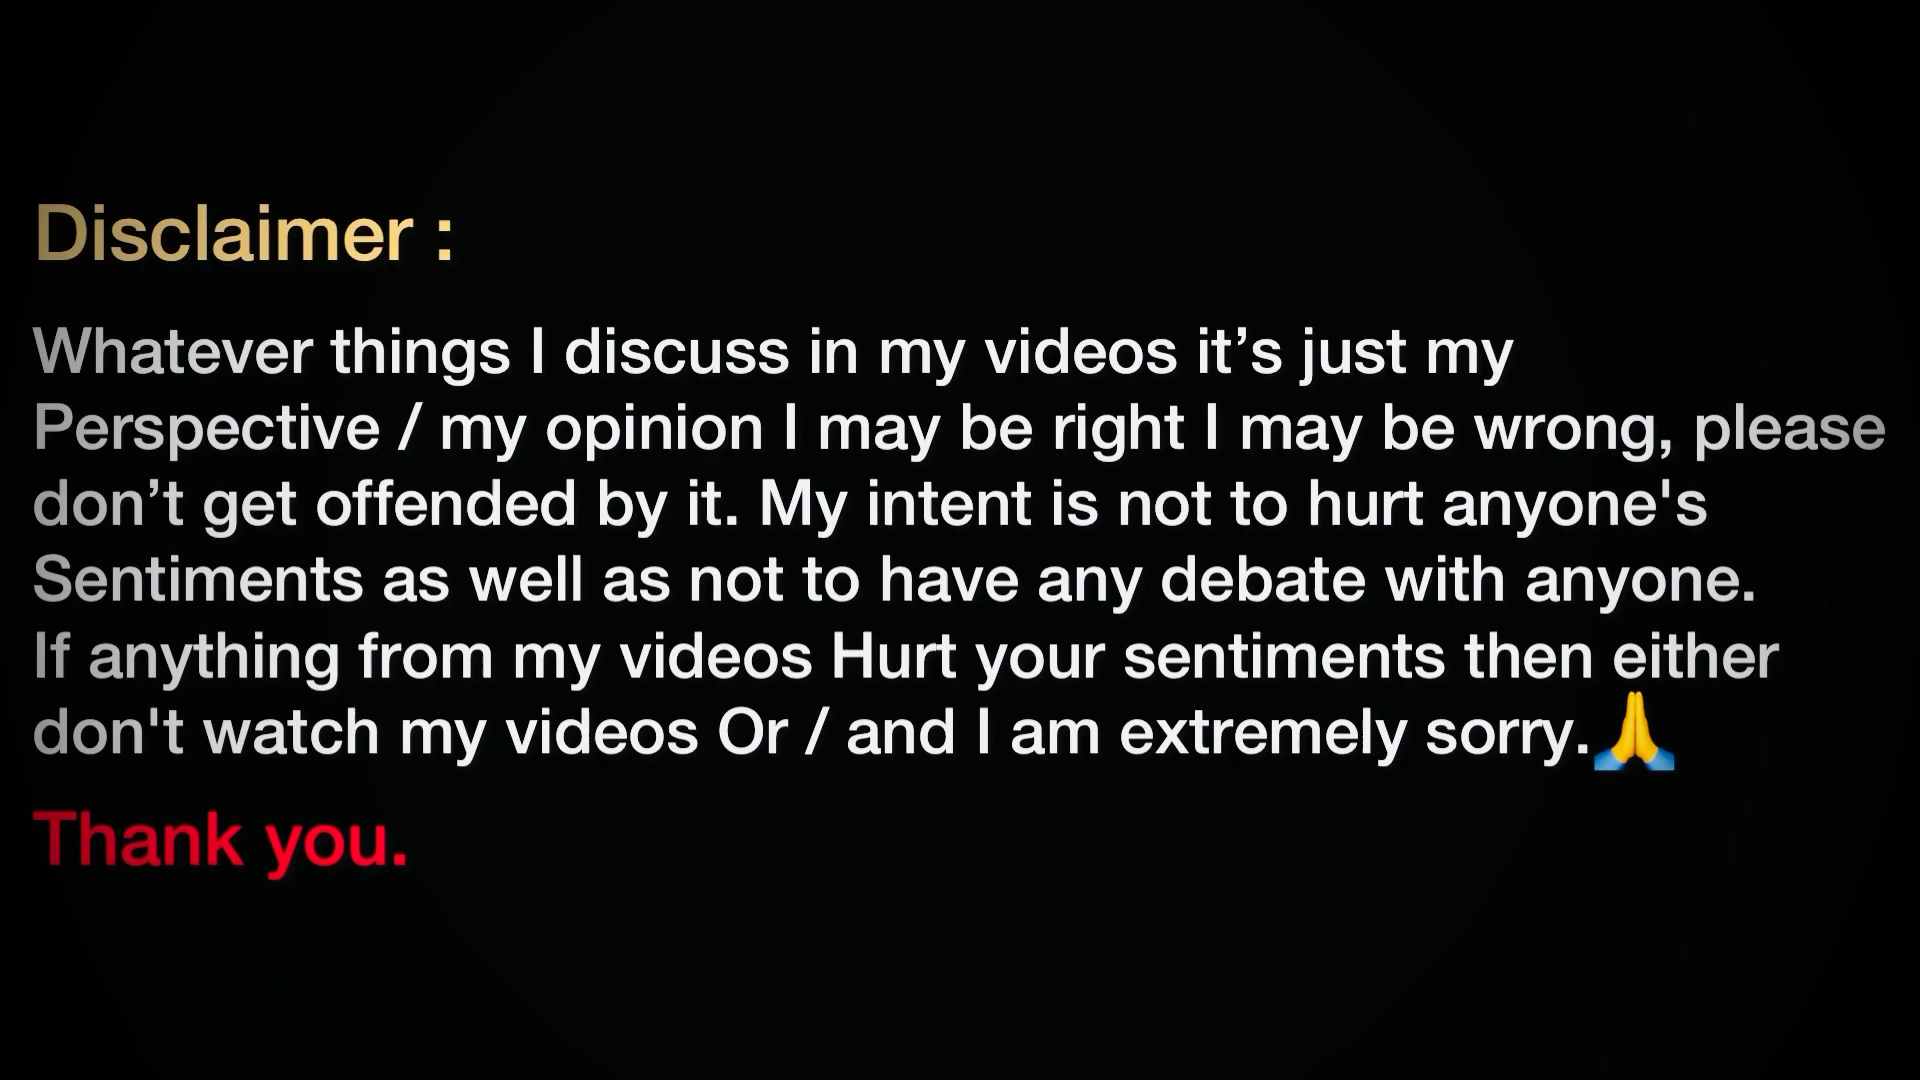 Disclaimer :
Whatever things I discuss in my videos it’s just my
Perspective / my opinion I may be right I may be wrong, please
don’t get offended by it. My intent is not to hurt anyone's
Sentiments as well as not to have any debate with anyone.
If anything from my videos Hurt your sentiments then either
don't watch my videos Or / and I am extremely sorry.🙏
Thank you.